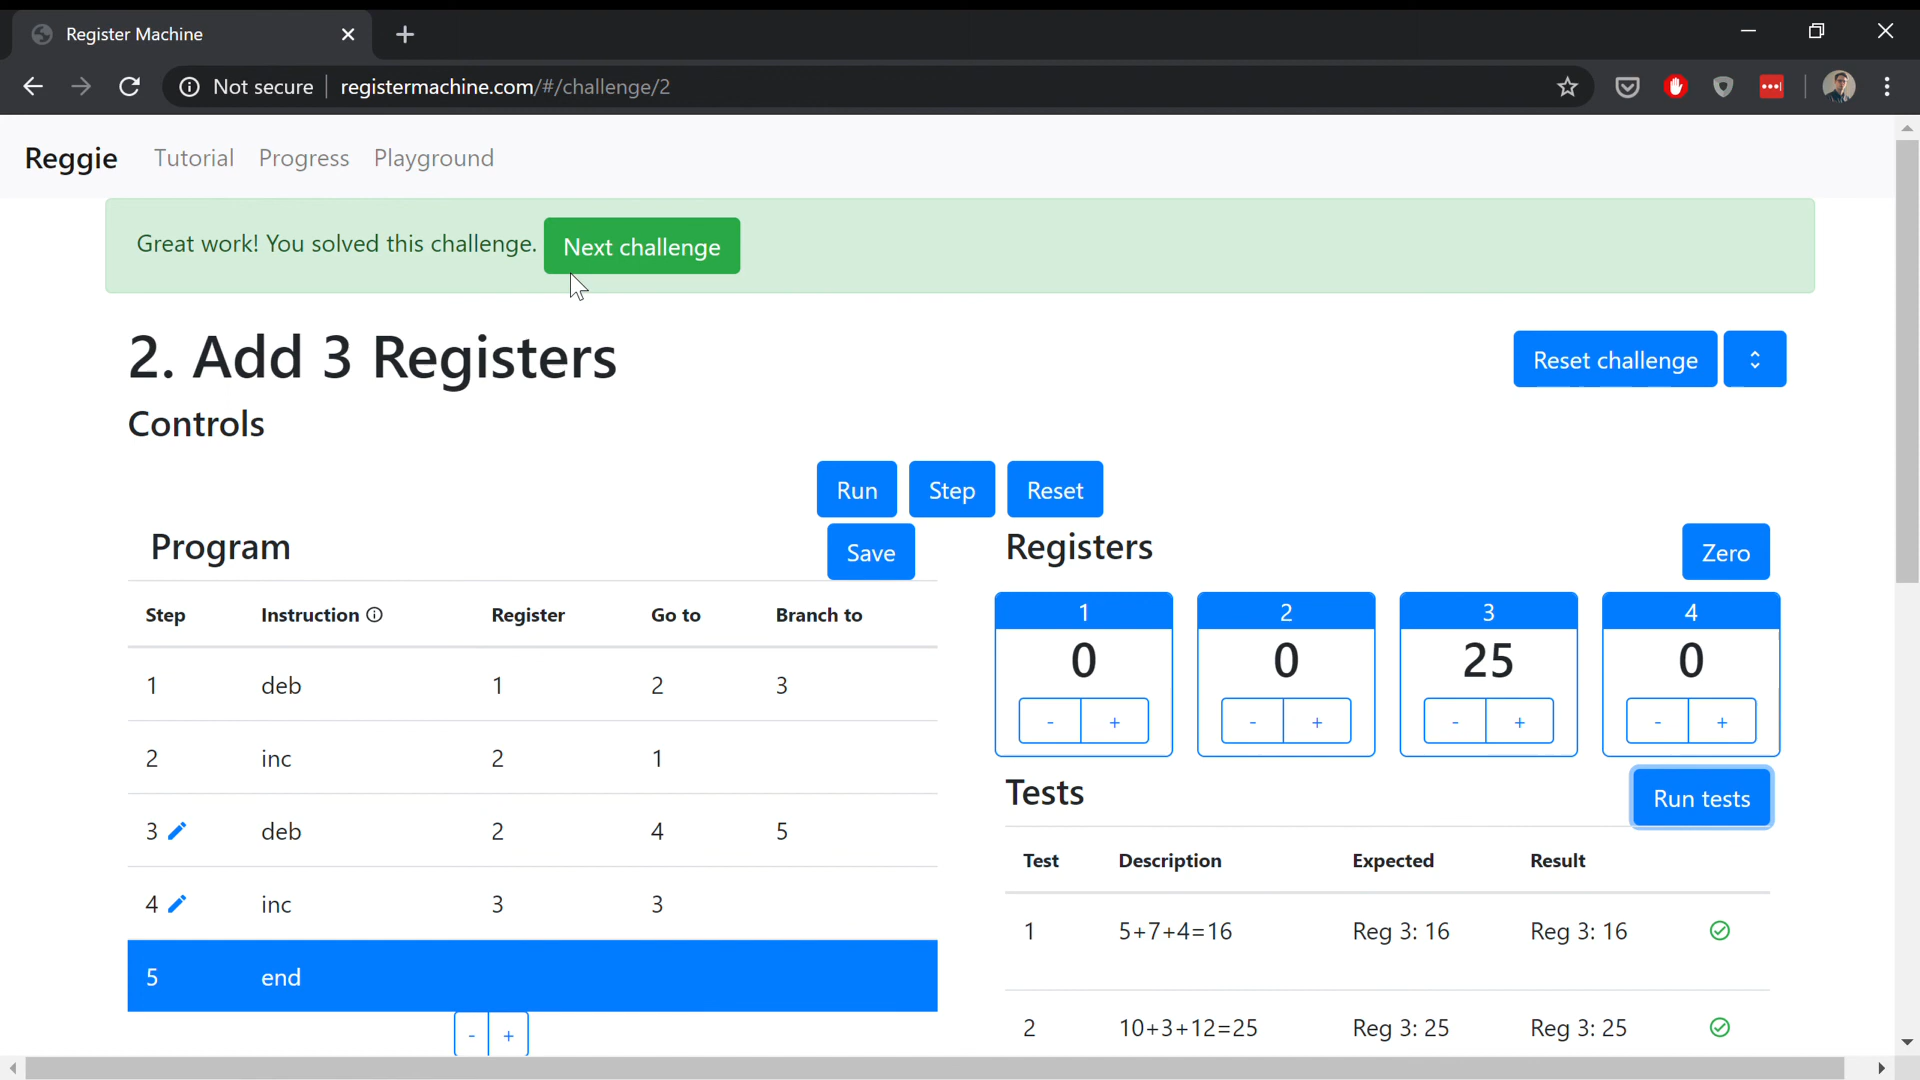 Register Machine
Not secure registermachine.com/#/challenge/2
Reggie Tutorial Progress Playground
Great work! You solved this challenge. Next challenge
2. Add 3 Registers
Reset challenge
Controls
Run Step Reset
Program Save
Step Instruction Register Go to Branch to
1 deb 1 2 3
2 inc 2 1
3 deb 2 4 5
4 inc 3 3
5 end
- +
Registers Zero
1 2 3 4
0 0 25 0
- + - + - + - +
Tests Run tests
Test Description Expected Result
1 5+7+4=16 Reg 3: 16 Reg 3: 16
2 10+3+12=25 Reg 3: 25 Reg 3: 25